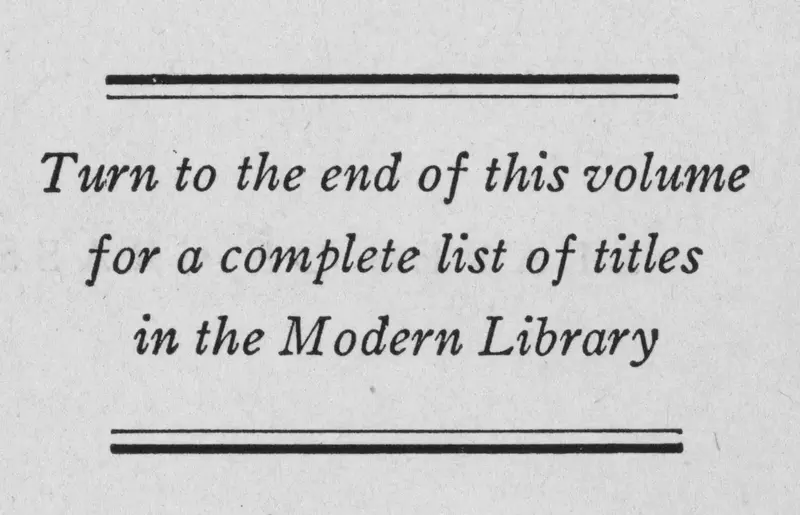 Turn to the end of this volume
for a complete list of titles
in the Modern Library